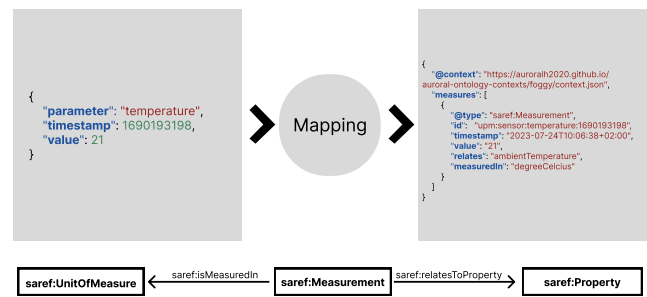 {
"parameter": "temperature",
"timestamp": 1690193198,
"value": 21
}
Mapping
{
"@context": "https://auroralh2020.github.io/
auroral-ontology-contexts/foggy/context.json",
"measures": [
{
"@type": "saref:Measurement",
"id": "upm:sensor:temperature:1690193198",
"timestamp": "2023-07-24T10:06:38+02:00",
"value": "21",
"relates": "ambientTemperature",
"measuredIn": "degreeCelcius"
}
]
}
saref:UnitOfMeasure
saref:isMeasuredIn
saref:Measurement
saref:relatesToProperty
saref:Property